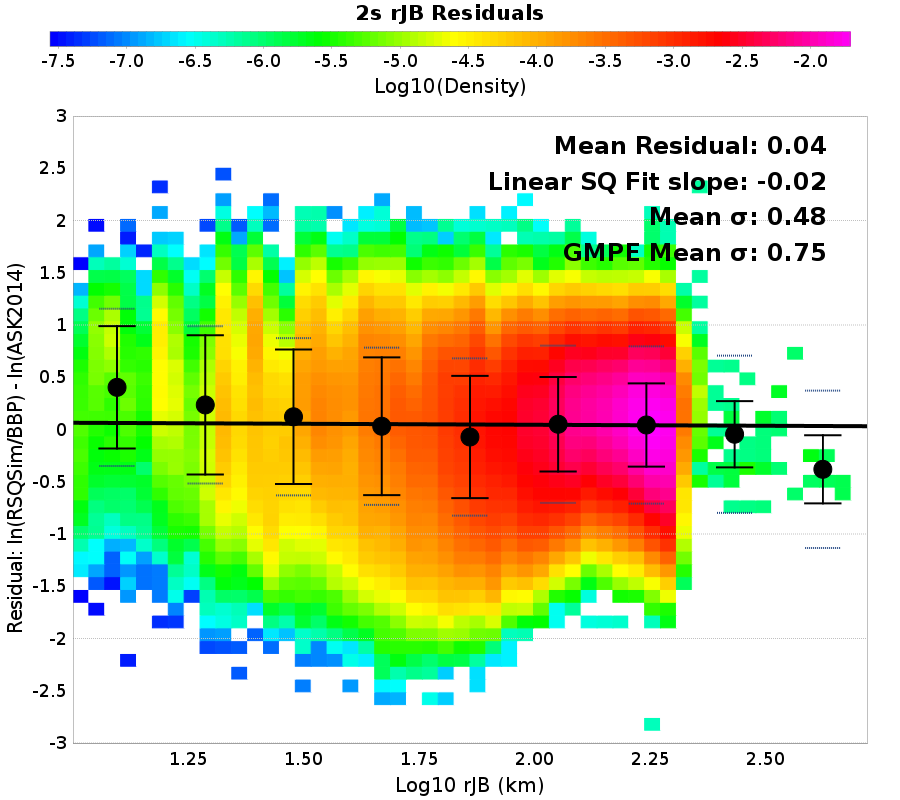 2s rJB Residuals
-7.5 -7.0 -6.5 -6.0 -5.5 -5.0 -4.5 -4.0 -3.5 -3.0 -2.5 -2.0
Log10(Density)
Mean Residual: 0.04
Linear SQ Fit slope: -0.02
Mean σ: 0.48
GMPE Mean σ: 0.75
3
2.5
2
1.5
1
0.5
0
-0.5
-1
-1.5
-2
-2.5
-3
Residual: ln(RSQSim/BBP) - ln(ASK2014)
1.25 1.50 1.75 2.00 2.25 2.50
Log10 rJB (km)